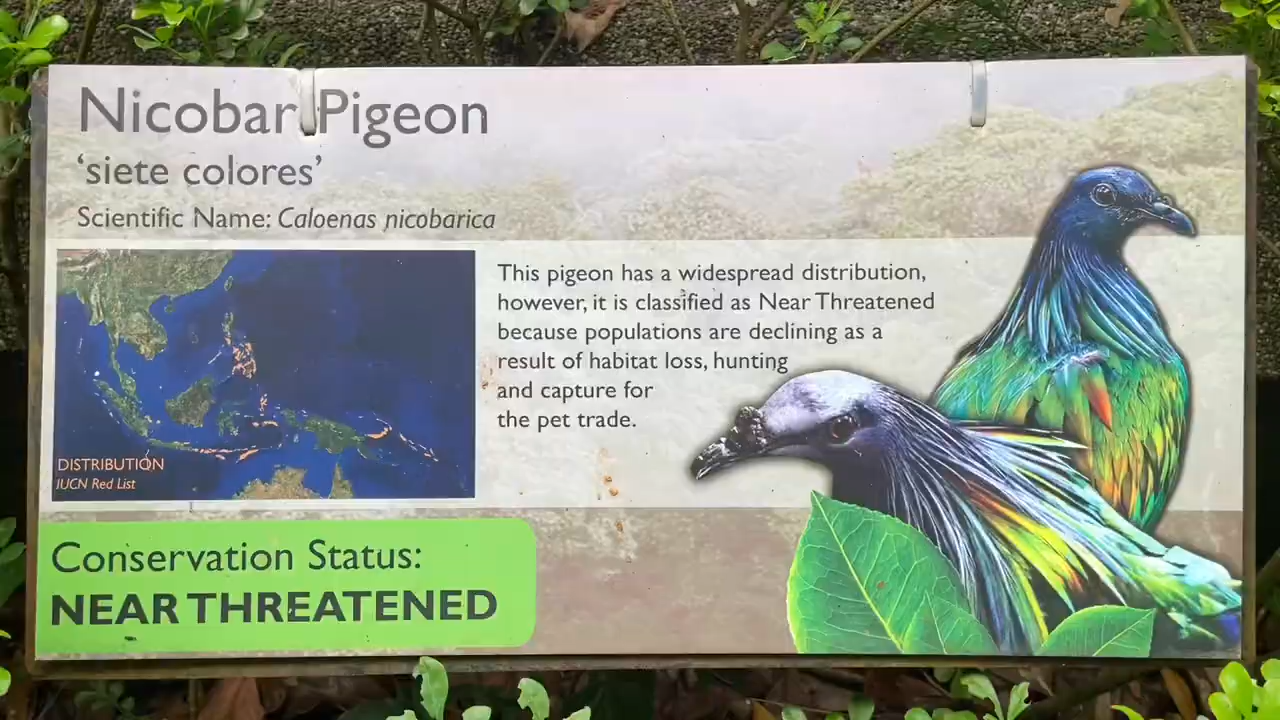 Nicobar Pigeon
‘siete colores’
Scientific Name: Caloenas nicobarica
This pigeon has a widespread distribution,
however, it is classified as Near Threatened
because populations are declining as a
result of habitat loss, hunting
and capture for
the pet trade.
DISTRIBUTION
IUCN Red List
Conservation Status:
NEAR THREATENED